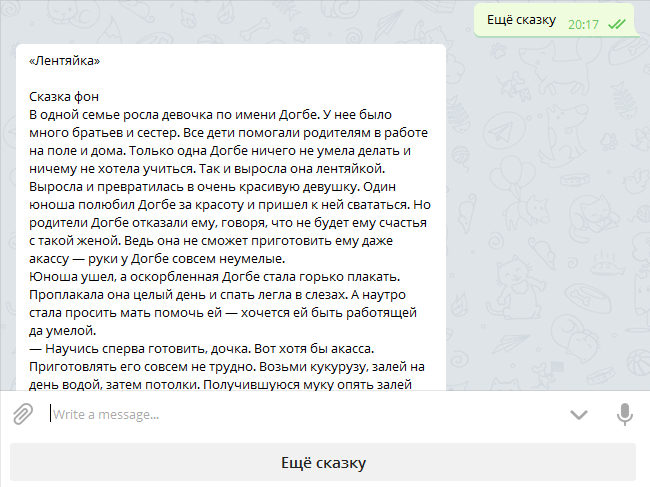 Ещё сказку
20:17
«Лентяйка»
Сказка фон
В одной семье росла девочка по имени Догбе. У нее было
много братьев и сестер. Все дети помогали родителям в работе
на поле и дома. Только одна Догбе ничего не умела делать и
ничему не хотела учиться. Так и выросла она лентяйкой.
Выросла и превратилась в очень красивую девушку. Один
юноша полюбил Догбе за красоту и пришел к ней свататься. Но
родители Догбе отказали ему, говоря, что не будет ему счастья
с такой женой. Ведь она не сможет приготовить ему даже
акассу — руки у Догбе совсем неумелые.
Юноша ушел, а оскорбленная Догбе стала горько плакать.
Проплакала она целый день и спать легла в слезах. А наутро
стала просить мать помочь ей — хочется ей быть работящей
да умелой.
— Научись сперва готовить, дочка. Вот хотя бы акасса.
Приготовлять его совсем не трудно. Возьми кукурузу, залей на
день водой, затем потолки. Получившуюся муку опять залей
Write a message...
Ещё сказку